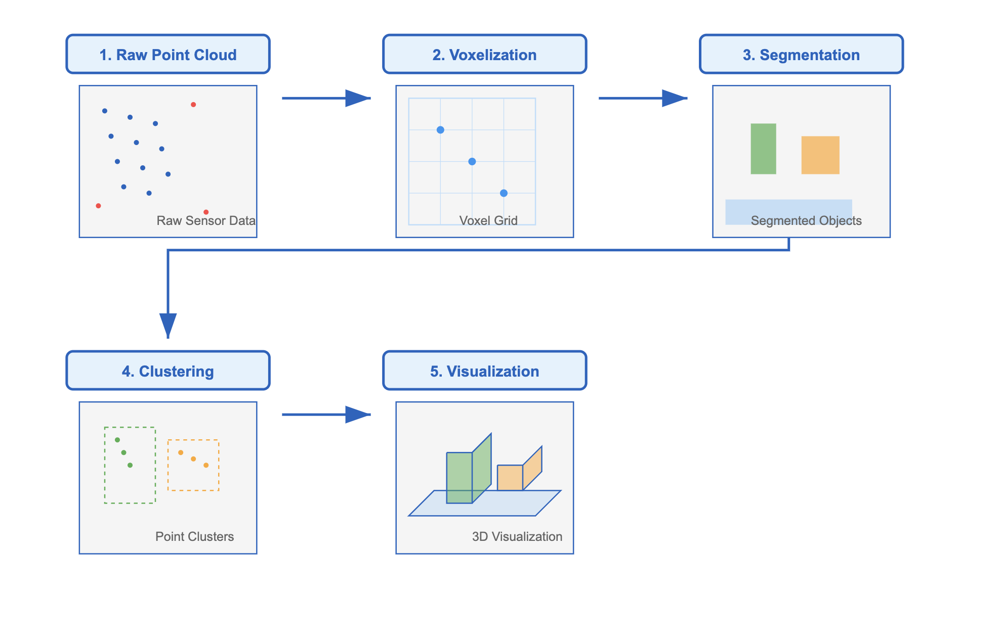 1. Raw Point Cloud
2. Voxelization
3. Segmentation
Raw Sensor Data
Voxel Grid
Segmented Objects
4. Clustering
5. Visualization
Point Clusters
3D Visualization